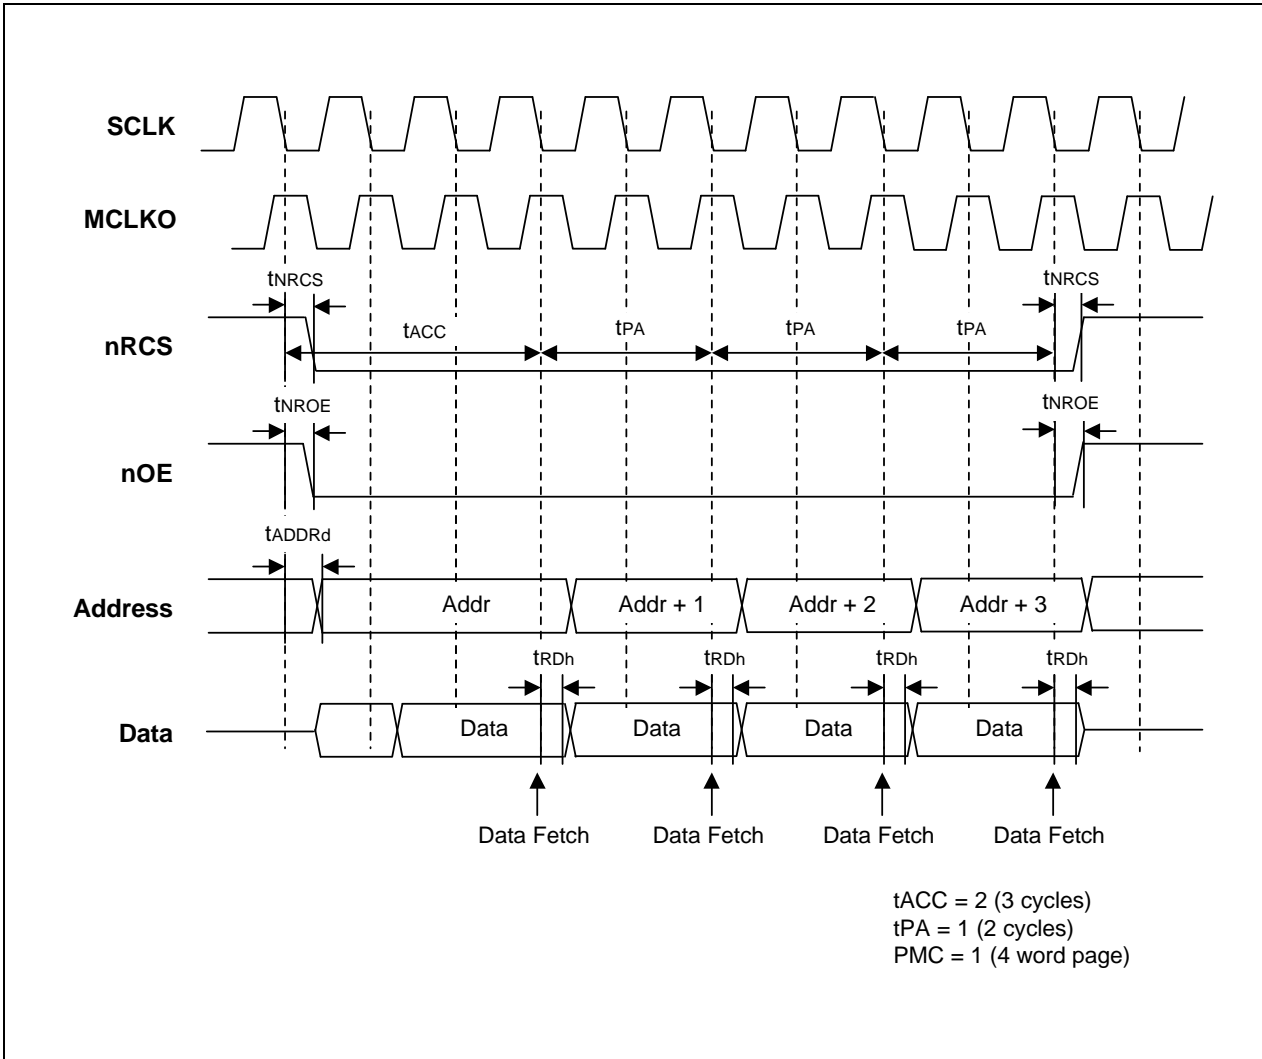 SCLK
MCLKO
tNRCS
tNRCS
nRCS
tACC
tPA
tPA
tPA
tNROE
tNROE
nOE
tADDRd
Address
Addr
Addr + 1
Addr + 2
Addr + 3
tRDh
tRDh
tRDh
tRDh
Data
Data
Data
Data
Data
Data Fetch
Data Fetch
Data Fetch
Data Fetch
tACC = 2 (3 cycles)
tPA = 1 (2 cycles)
PMC = 1 (4 word page)